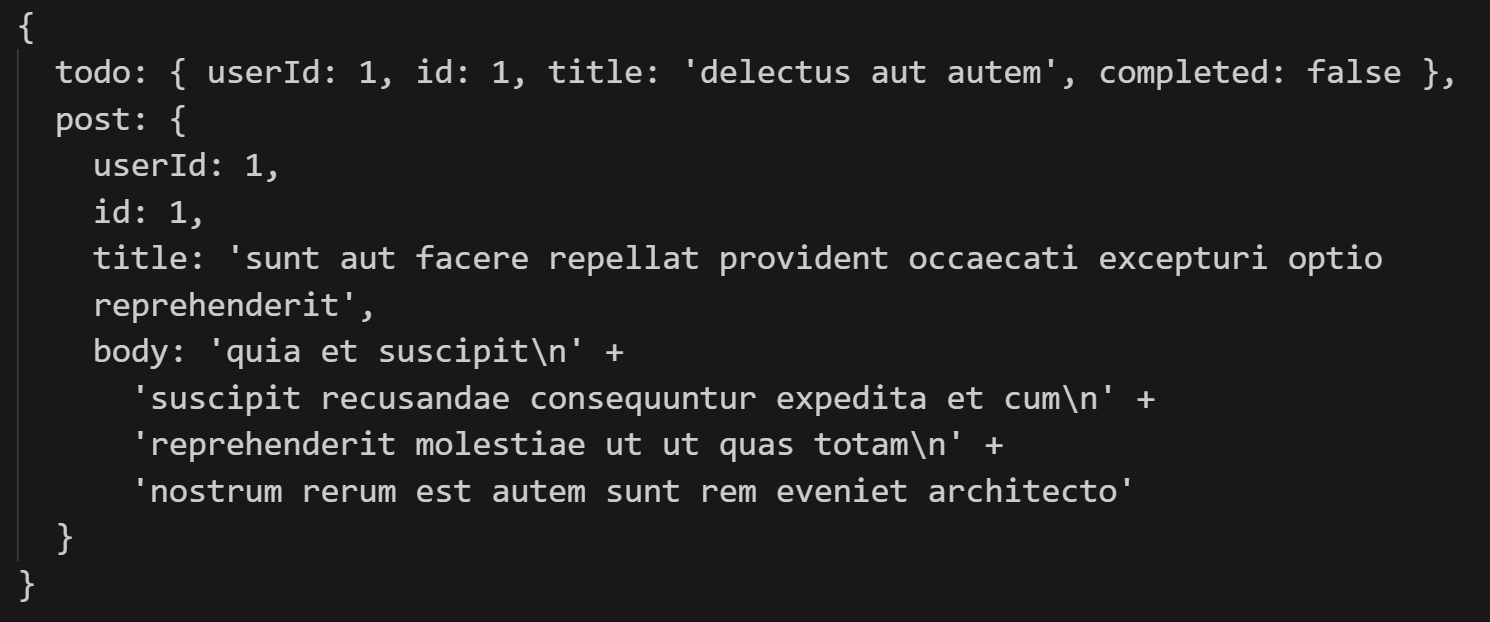 {
  todo: { userId: 1, id: 1, title: 'delectus aut autem', completed: false },
  post: {
    userId: 1,
    id: 1,
    title: 'sunt aut facere repellat provident occaecati excepturi optio
    reprehenderit',
    body: 'quia et suscipit\n' +
      'suscipit recusandae consequuntur expedita et cum\n' +
      'reprehenderit molestiae ut ut quas totam\n' +
      'nostrum rerum est autem sunt rem eveniet architecto'
  }
}